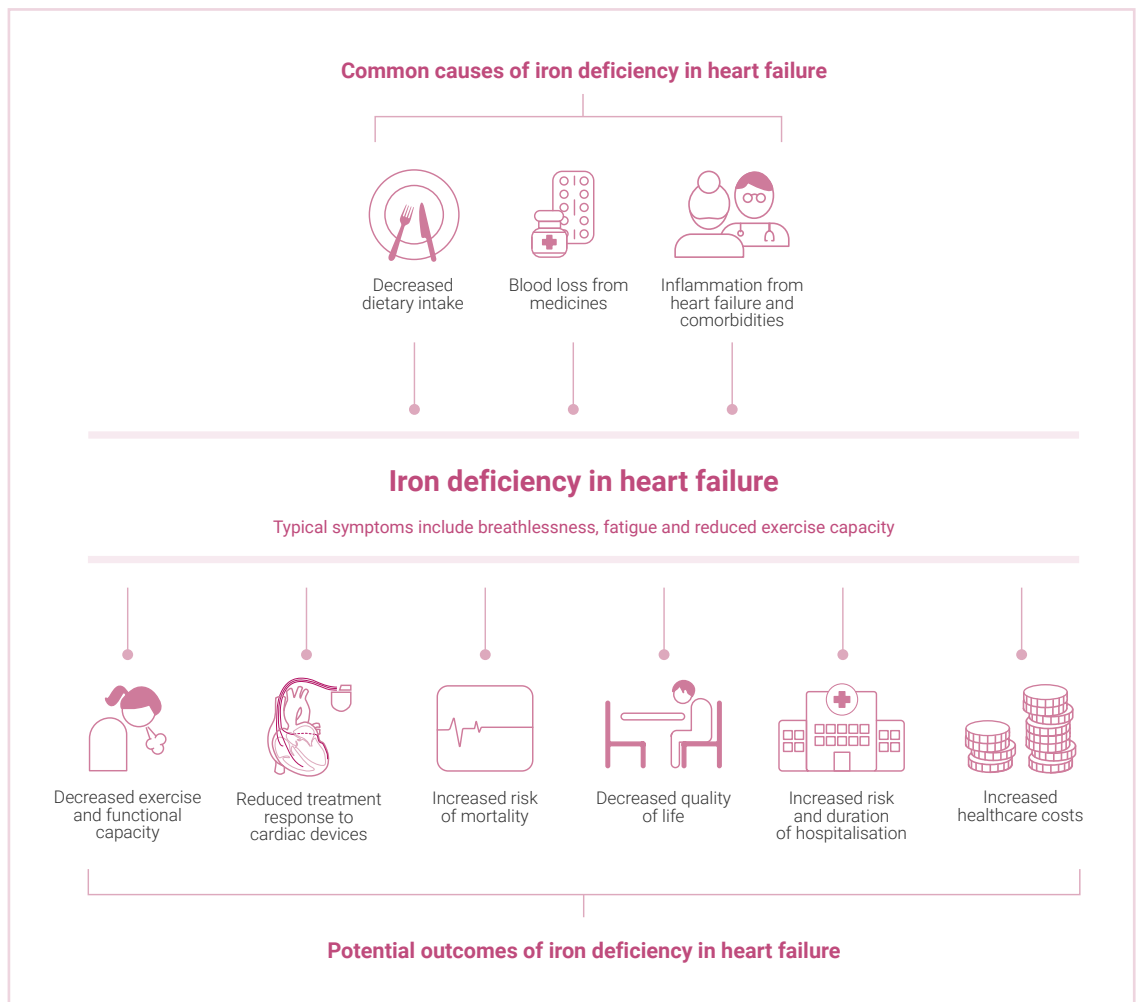 Common causes of iron deficiency in heart failure
Decreased
dietary intake
Blood loss from
medicines
Inflammation from
heart failure and
comorbidities
Iron deficiency in heart failure
Typical symptoms include breathlessness, fatigue and reduced exercise capacity
Decreased exercise
and functional
capacity
Reduced treatment
response to
cardiac devices
Increased risk
of mortality
Decreased quality
of life
Increased risk
and duration
of hospitalisation
Increased
healthcare costs
Potential outcomes of iron deficiency in heart failure